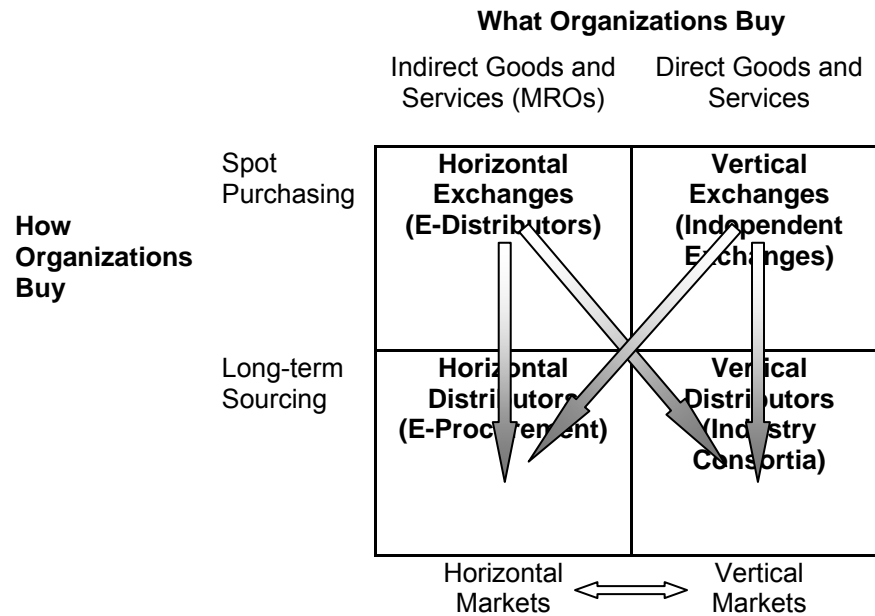 What Organizations Buy
Indirect Goods and
Services (MROs)
Direct Goods and
Services
Spot
Purchasing
Horizontal
Exchanges
(E-Distributors)
Vertical
Exchanges
(Independent
Exchanges)
How
Organizations
Buy
Long-term
Sourcing
Horizontal
Distributors
(E-Procurement)
Vertical
Distributors
(Industry
Consortia)
Horizontal
Markets
Vertical
Markets